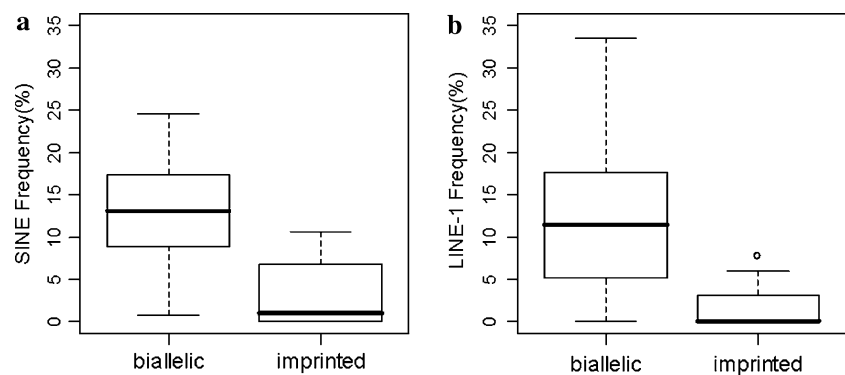 a
SINE Frequency(%)
35
30
25
20
15
10
5
0
biallelic
imprinted
b
LINE-1 Frequency(%)
35
30
25
20
15
10
5
0
biallelic
imprinted